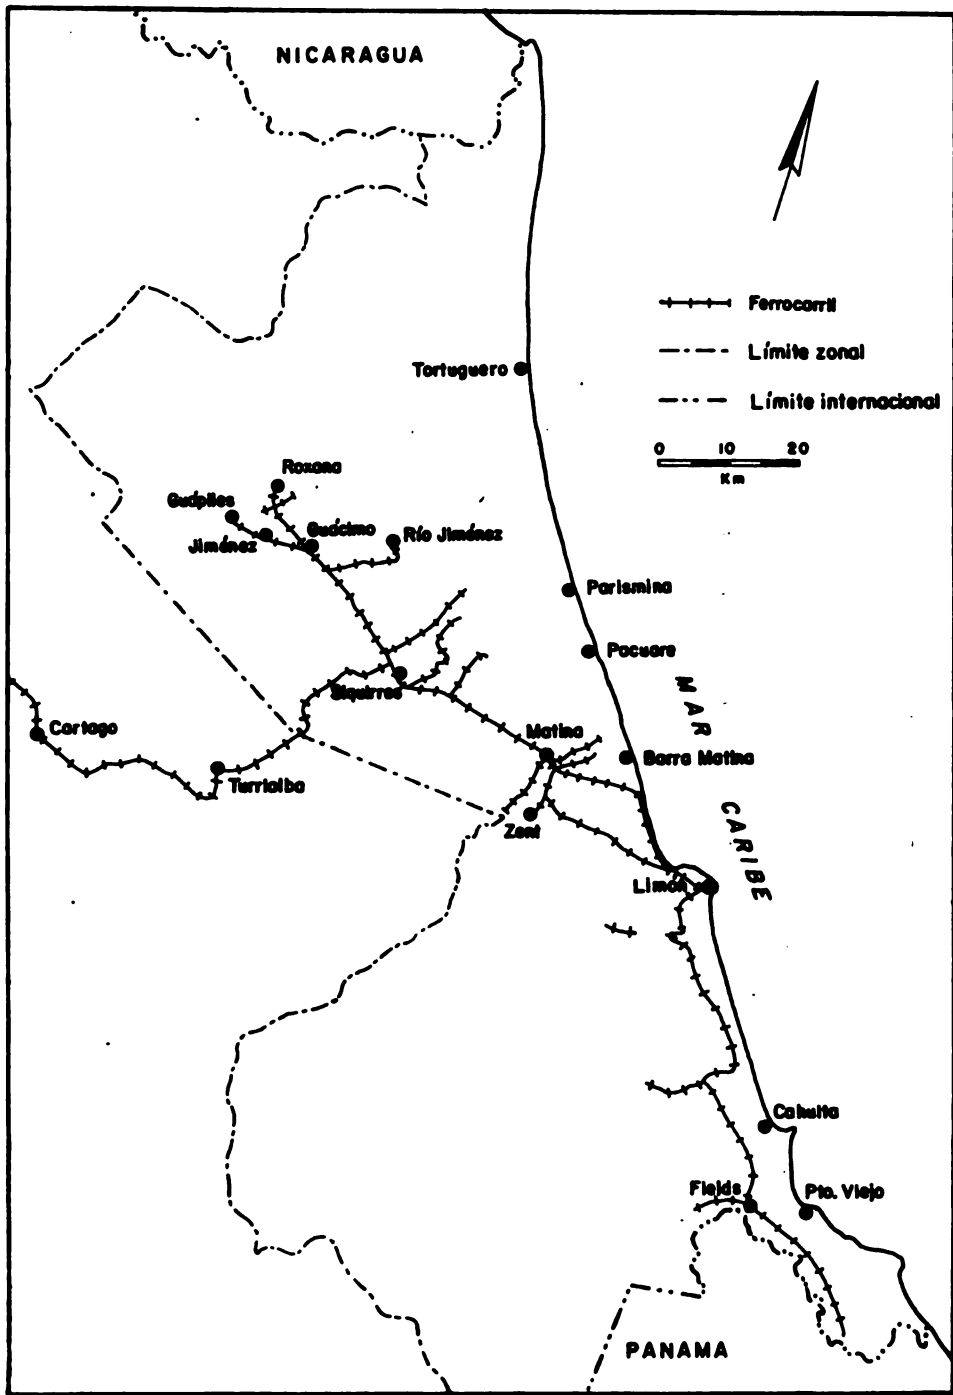 NICARAGUA
Ferrocarril
Límite zonal
Tortuguero
Límite internacional
0 10 20
Km
Roxana
Guápiles
Guácimo
Río Jiménez
Jiménez
Parismina
Pacuare
Siquirres
MAR CARIBE
Cartago
Matina
Barra Matina
Turrialba
Zent
Limón
Cahuita
Fields
Pto. Viejo
PANAMA